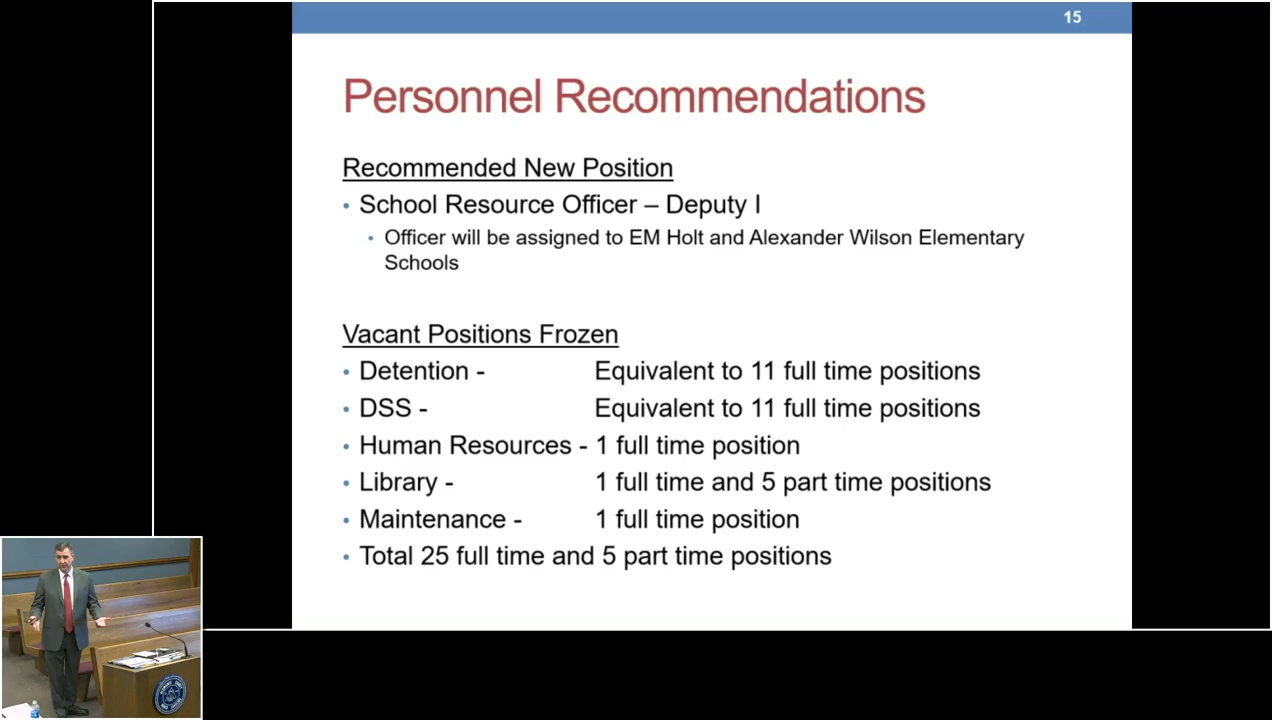 15
Personnel Recommendations
Recommended New Position
• School Resource Officer – Deputy I
• Officer will be assigned to EM Holt and Alexander Wilson Elementary
Schools
Vacant Positions Frozen
• Detention - Equivalent to 11 full time positions
• DSS - Equivalent to 11 full time positions
• Human Resources - 1 full time position
• Library - 1 full time and 5 part time positions
• Maintenance - 1 full time position
• Total 25 full time and 5 part time positions